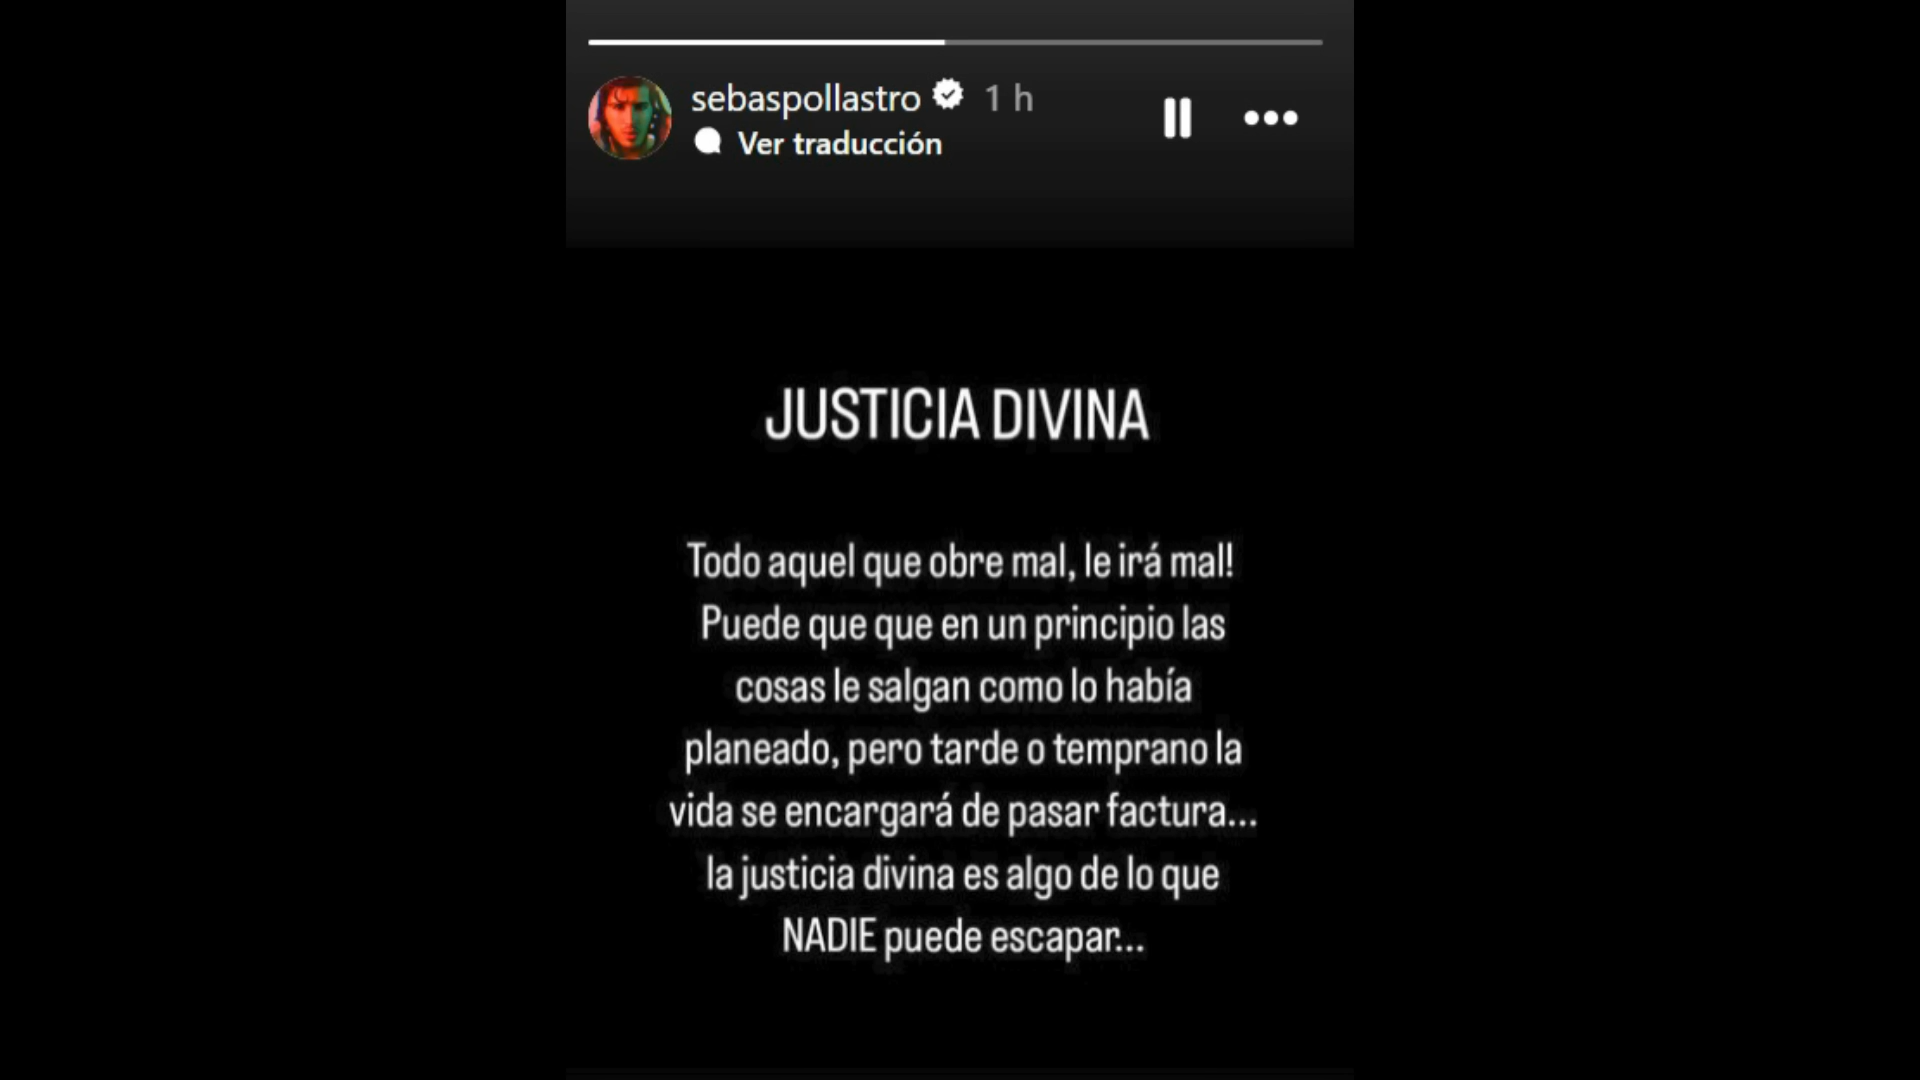 sebaspollastro 1 h
Ver traducción
JUSTICIA DIVINA
Todo aquel que obre mal, le irá mal!
Puede que que en un principio las
cosas le salgan como lo había
planeado, pero tarde o temprano la
vida se encargará de pasar factura...
la justicia divina es algo de lo que
NADIE puede escapar...